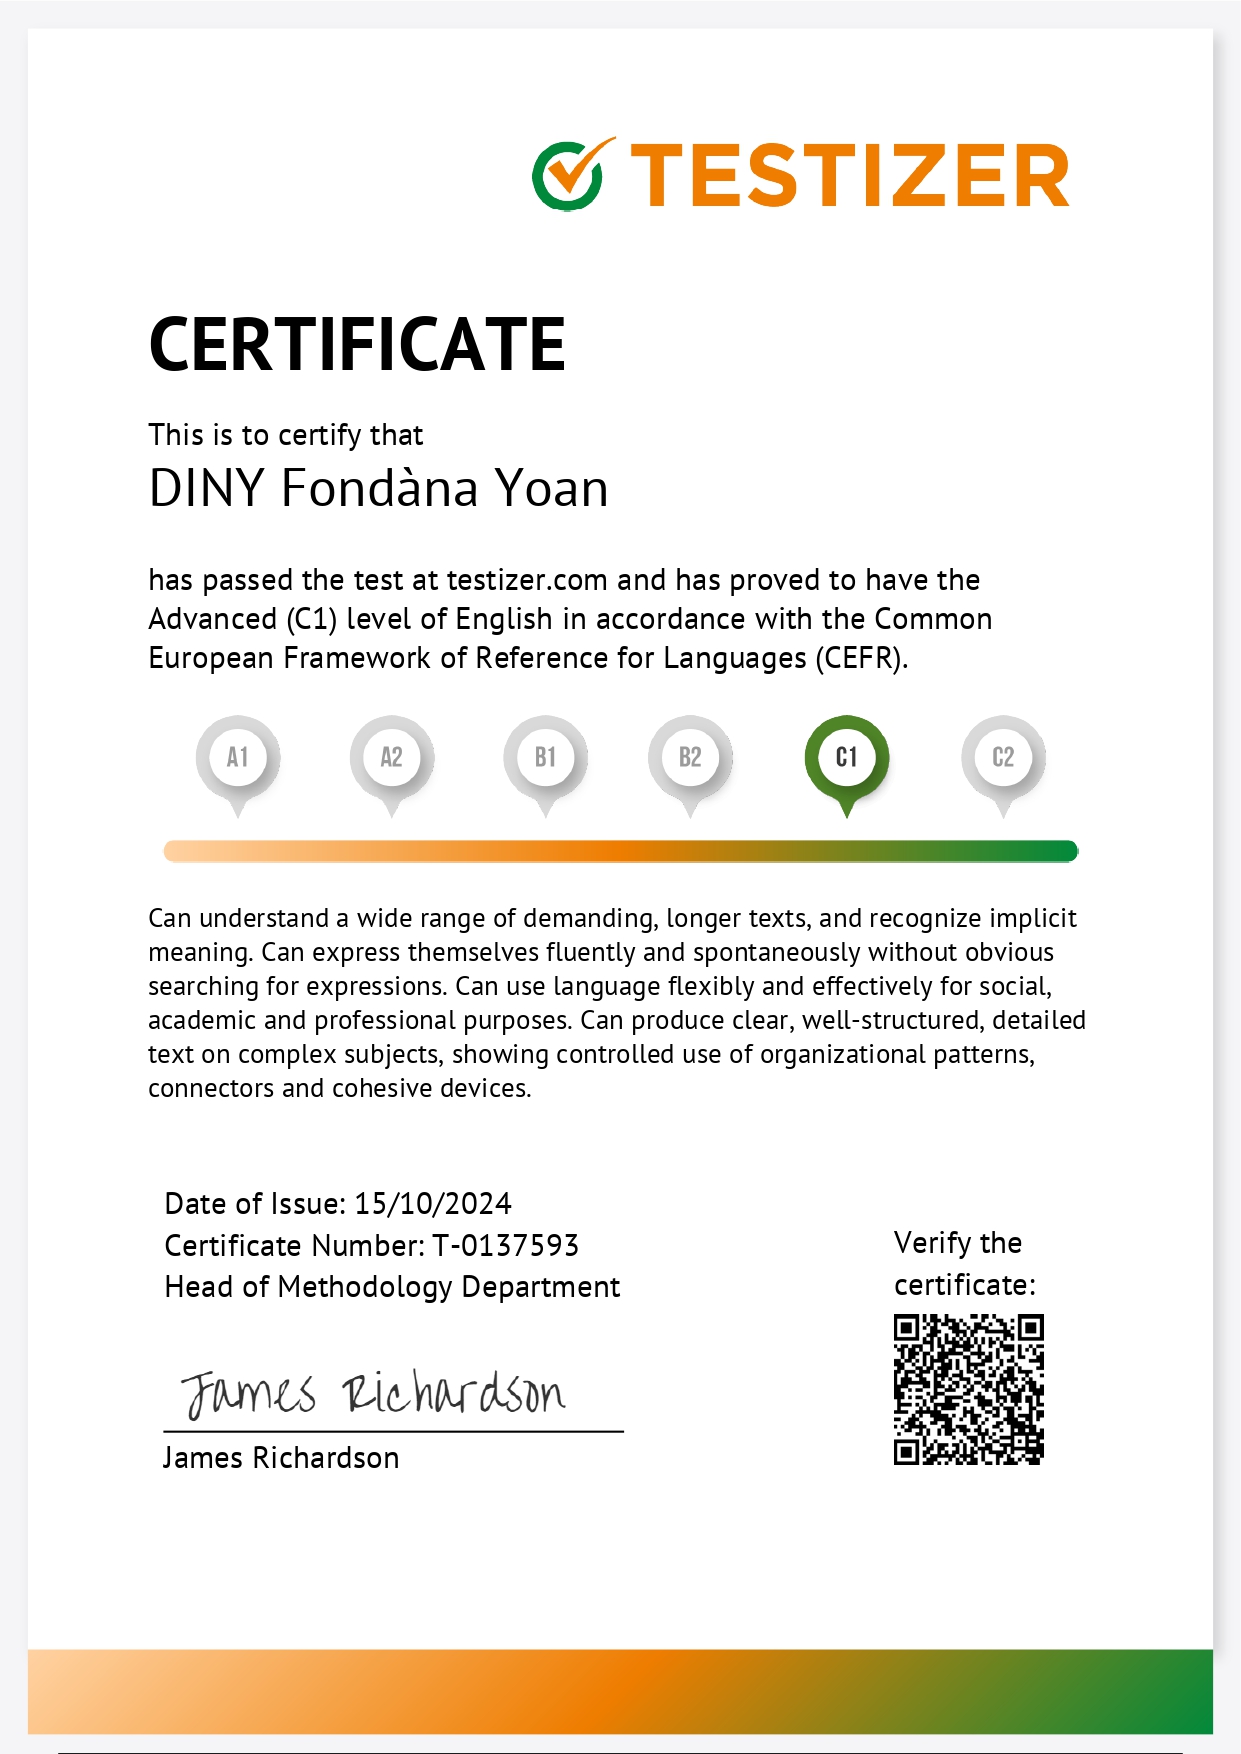 TESTIZER
CERTIFICATE
This is to certify that
DINY Fondàna Yoan
has passed the test at testizer.com and has proved to have the
Advanced (C1) level of English in accordance with the Common
European Framework of Reference for Languages (CEFR).
A1 A2 B1 B2 C1 C2
Can understand a wide range of demanding, longer texts, and recognize implicit
meaning. Can express themselves fluently and spontaneously without obvious
searching for expressions. Can use language flexibly and effectively for social,
academic and professional purposes. Can produce clear, well-structured, detailed
text on complex subjects, showing controlled use of organizational patterns,
connectors and cohesive devices.
Date of Issue: 15/10/2024
Certificate Number: T-0137593
Head of Methodology Department
James Richardson
James Richardson
Verify the
certificate: